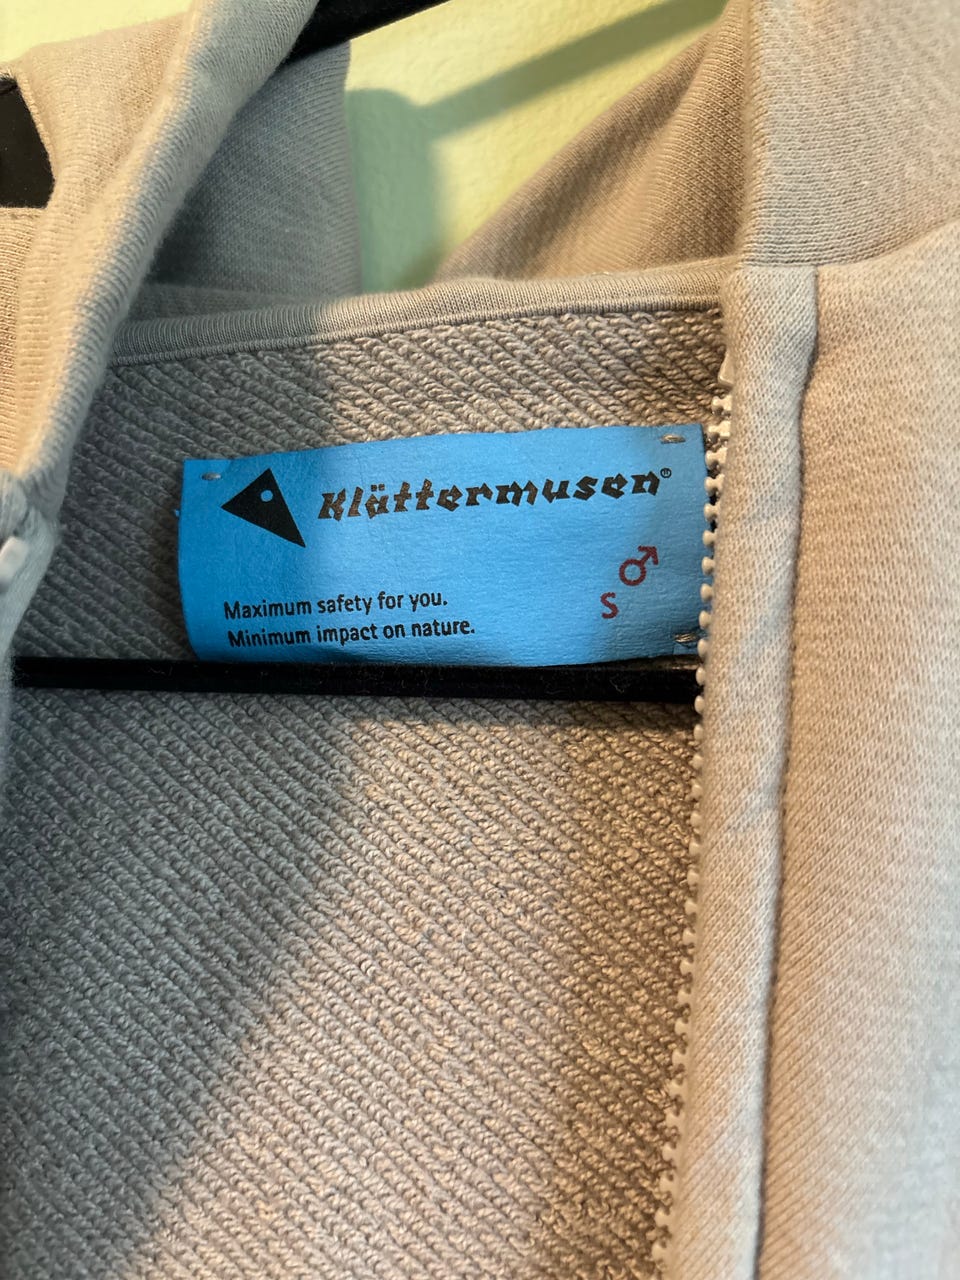 Klättermusen®
♂
S
Maximum safety for you.
Minimum impact on nature.